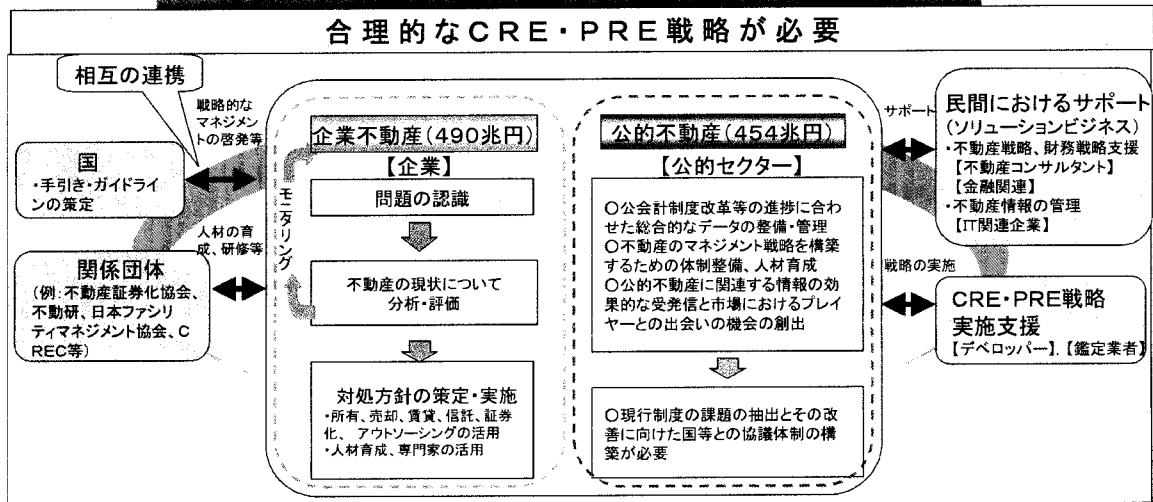 合理的なCRE・PRE戦略が必要
相互の連携
戦略的な
マネジメン
トの啓発等
国
・手引き・ガイドライ
ンの策定
人材の育
成、研修等
関係団体
(例:不動産証券化協会、
不動研、日本ファシリ
ティマネジメント協会、C
REC等)
モニタリング
企業不動産(490兆円)
【企業】
問題の認識
不動産の現状について
分析・評価
対処方針の策定・実施
・所有、売却、賃貸、信託、証券
化、アウトソーシングの活用
・人材育成、専門家の活用
公的不動産(454兆円)
【公的セクター】
○公会計制度改革等の進捗に合わ
せた総合的なデータの整備・管理
○不動産のマネジメント戦略を構築
するための体制整備、人材育成
○公的不動産に関連する情報の効
果的な受発信と市場におけるプレイ
ヤーとの出会いの機会の創出
○現行制度の課題の抽出とその改
善に向けた国等との協議体制の構
築が必要
サポート
民間におけるサポート
(ソリューションビジネス)
・不動産戦略、財務戦略支援
【不動産コンサルタント】
【金融関連】
・不動産情報の管理
【IT関連企業】
戦略の実施
CRE・PRE戦略
実施支援
【デベロッパー】,【鑑定業者】